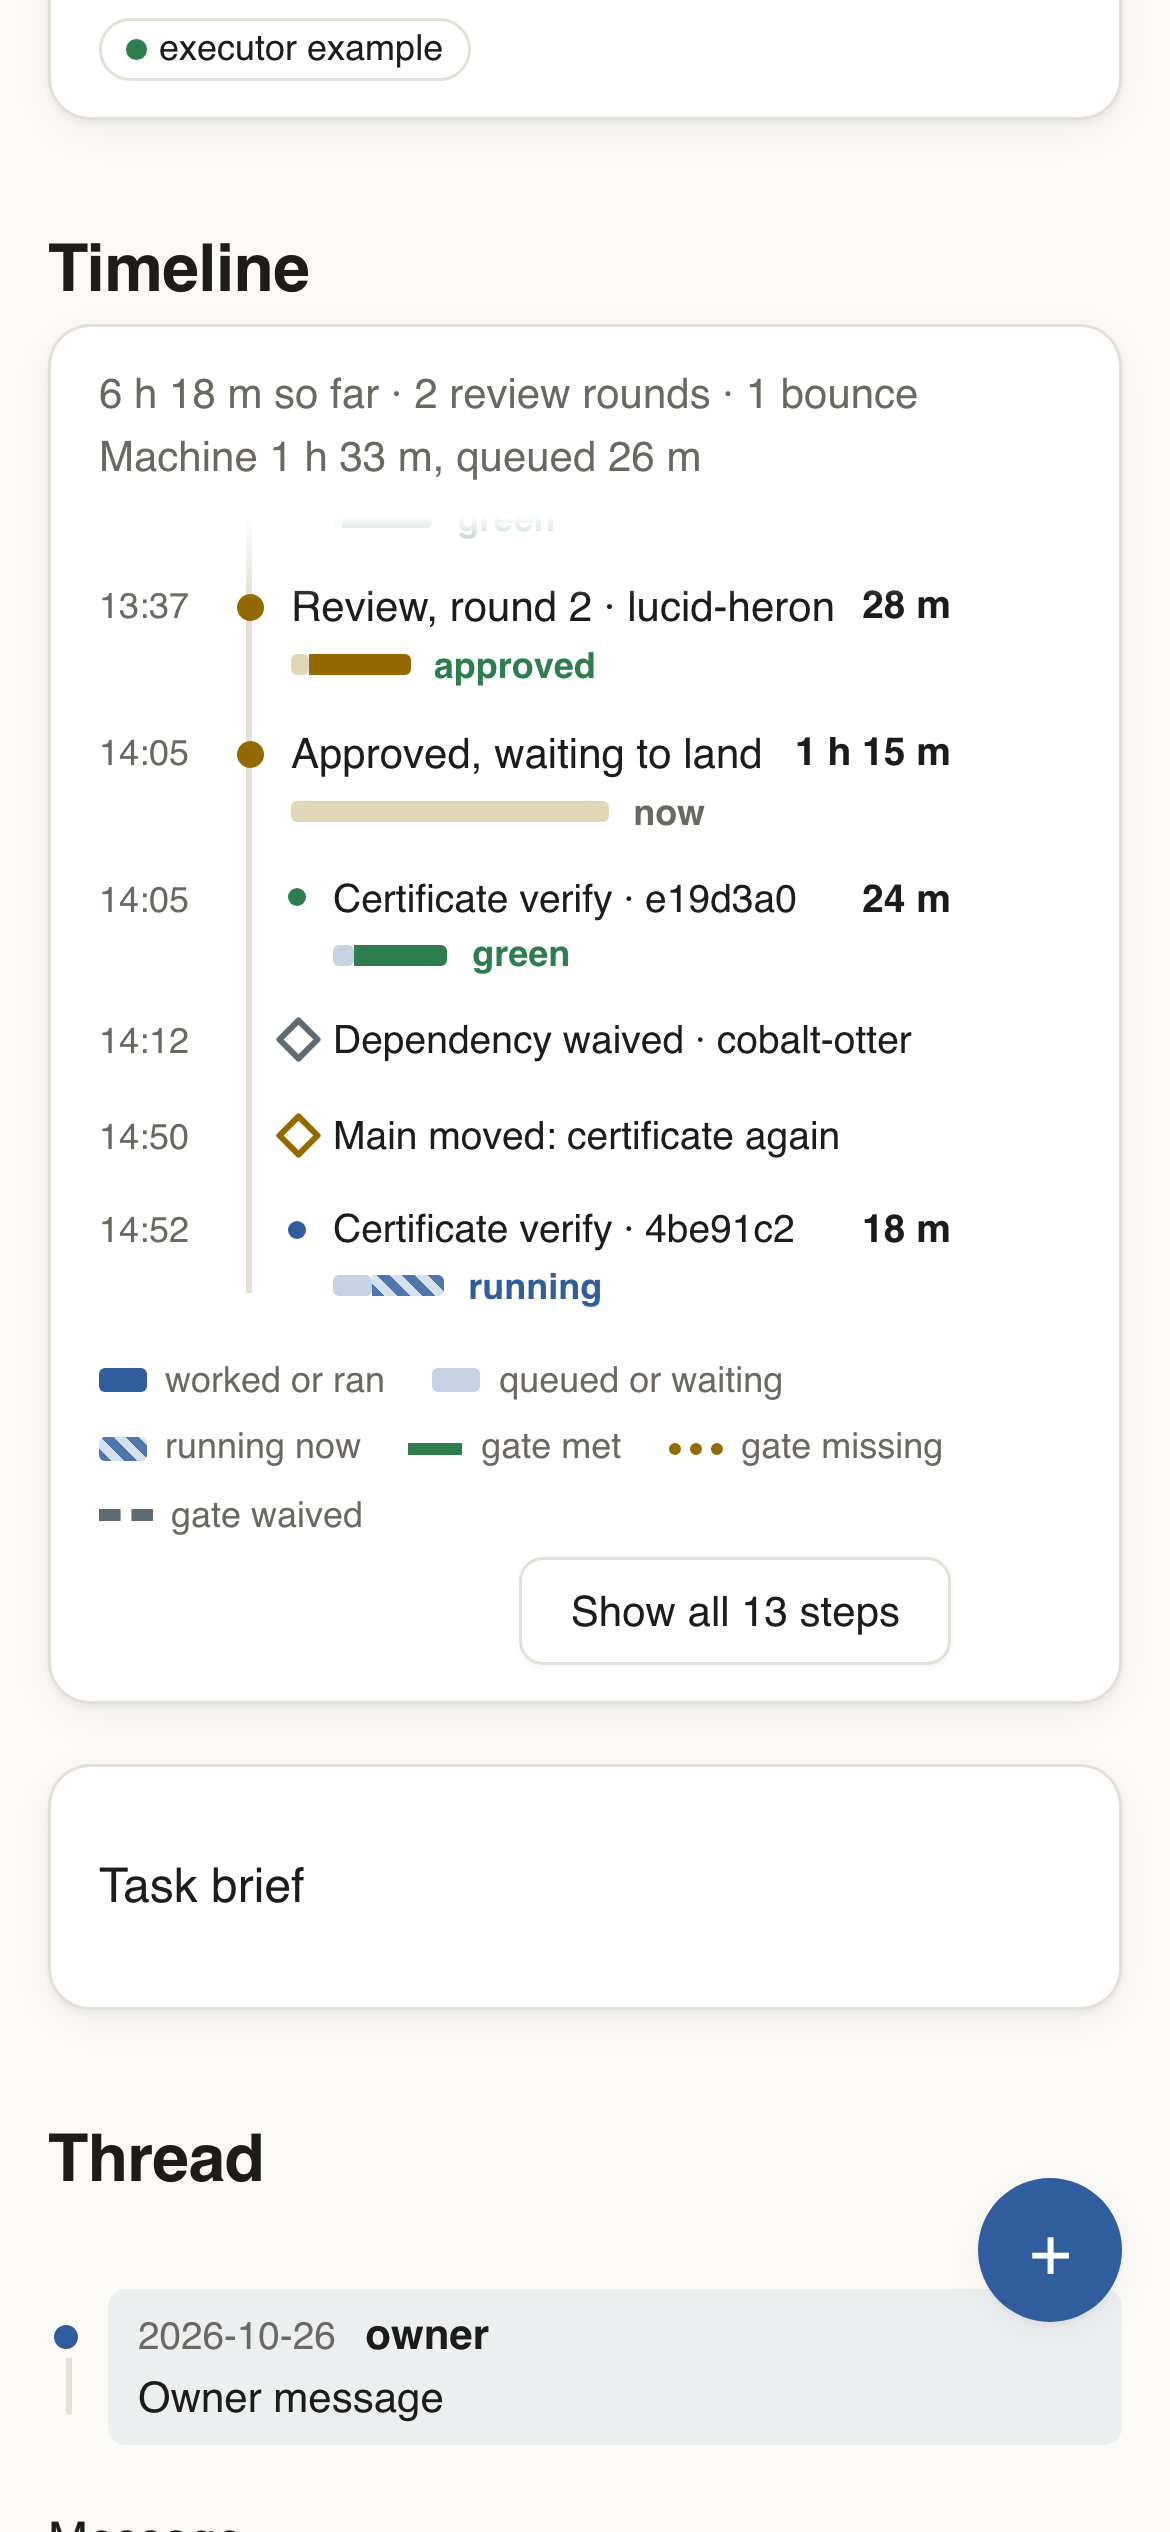 executor example
Timeline
6 h 18 m so far · 2 review rounds · 1 bounce
Machine 1 h 33 m, queued 26 m
green
13:37 Review, round 2 · lucid-heron 28 m
approved
14:05 Approved, waiting to land 1 h 15 m
now
14:05 Certificate verify · e19d3a0 24 m
green
14:12 Dependency waived · cobalt-otter
14:50 Main moved: certificate again
14:52 Certificate verify · 4be91c2 18 m
running
worked or ran queued or waiting
running now gate met gate missing
gate waived
Show all 13 steps
Task brief
Thread
+
2026-10-26 owner
Owner message
Message